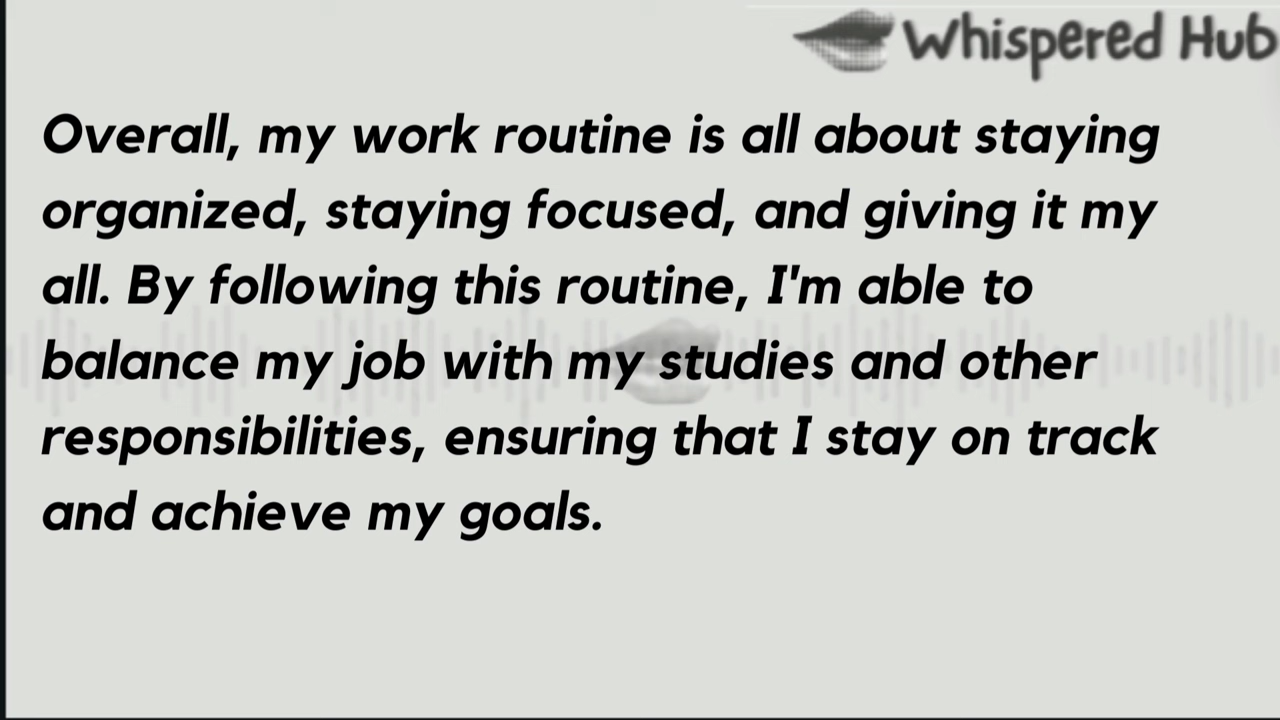 Whispered Hub
Overall, my work routine is all about staying
organized, staying focused, and giving it my
all. By following this routine, I'm able to
balance my job with my studies and other
responsibilities, ensuring that I stay on track
and achieve my goals.